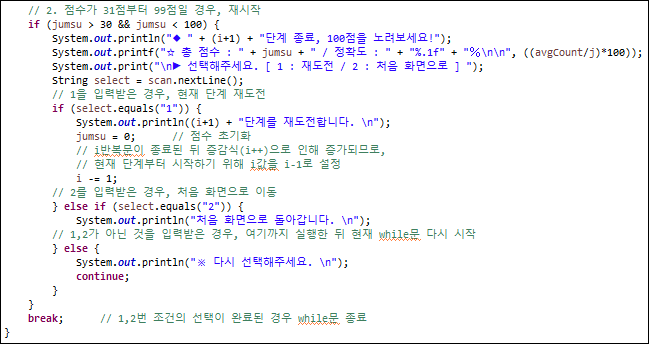 // 2. 점수가 31점부터 99점일 경우, 재시작
if (jumsu > 30 && jumsu < 100) {
System.out.println("◆ " + (i+1) + "단계 종료, 100점을 노려보세요!");
System.out.printf("☆ 총 점수 : " + jumsu + " / 정확도 : " + "%.1f" + "％\n\n", ((avgCount/j)*100));
System.out.print("\n▶ 선택해주세요. [ 1 : 재도전 / 2 : 처음 화면으로 ] ");
String select = scan.nextLine();
// 1을 입력받은 경우, 현재 단계 재도전
if (select.equals("1")) {
System.out.println((i+1) + "단계를 재도전합니다. \n");
jumsu = 0; // 점수 초기화
// i반복문이 종료된 뒤 증감식(i++)으로 인해 증가되므로,
// 현재 단계부터 시작하기 위해 i값을 i-1로 설정
i -= 1;
// 2를 입력받은 경우, 처음 화면으로 이동
} else if (select.equals("2")) {
System.out.println("처음 화면으로 돌아갑니다. \n");
// 1,2가 아닌 것을 입력받은 경우, 여기까지 실행한 뒤 현재 while문 다시 시작
} else {
System.out.println("※ 다시 선택해주세요. \n");
continue;
}
}
break; // 1,2번 조건의 선택이 완료된 경우 while문 종료
}